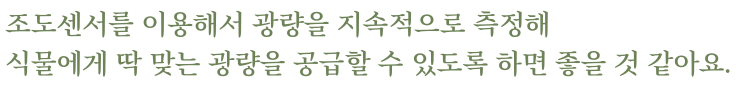 조도센서를 이용해서 광량을 지속적으로 측정해
식물에게 딱 맞는 광량을 공급할 수 있도록 하면 좋을 것 같아요.